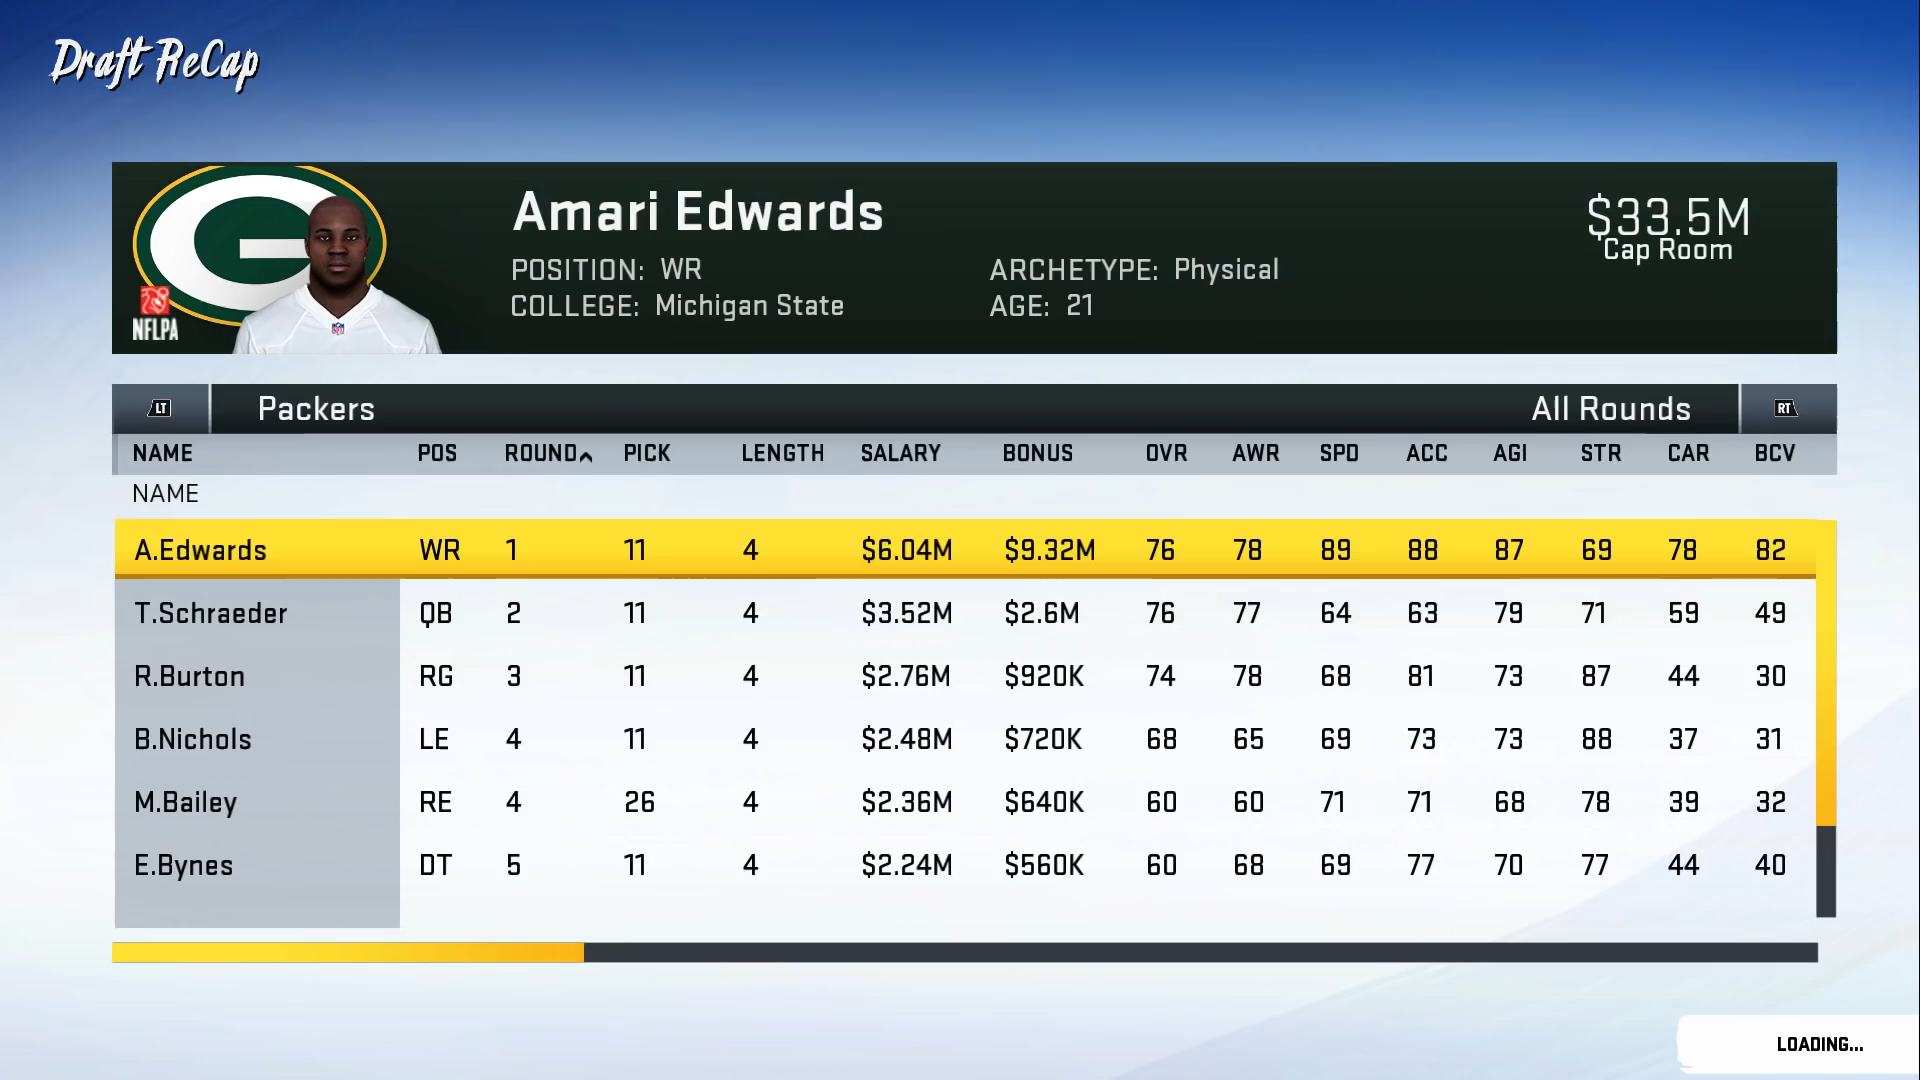 Draft ReCap
Amari Edwards
POSITION: WR
COLLEGE: Michigan State
ARCHETYPE: Physical
AGE: 21
$33.5M
Cap Room
G
NFLPA
NFL
LT Packers All Rounds RT
NAME POS ROUND PICK LENGTH SALARY BONUS OVR AWR SPD ACC AGI STR CAR BCV
NAME
A.Edwards WR 1 11 4 $6.04M $9.32M 76 78 89 88 87 69 78 82
T.Schraeder QB 2 11 4 $3.52M $2.6M 76 77 64 63 79 71 59 49
R.Burton RG 3 11 4 $2.76M $920K 74 78 68 81 73 87 44 30
B.Nichols LE 4 11 4 $2.48M $720K 68 65 69 73 73 88 37 31
M.Bailey RE 4 26 4 $2.36M $640K 60 60 71 71 68 78 39 32
E.Bynes DT 5 11 4 $2.24M $560K 60 68 69 77 70 77 44 40
LOADING...